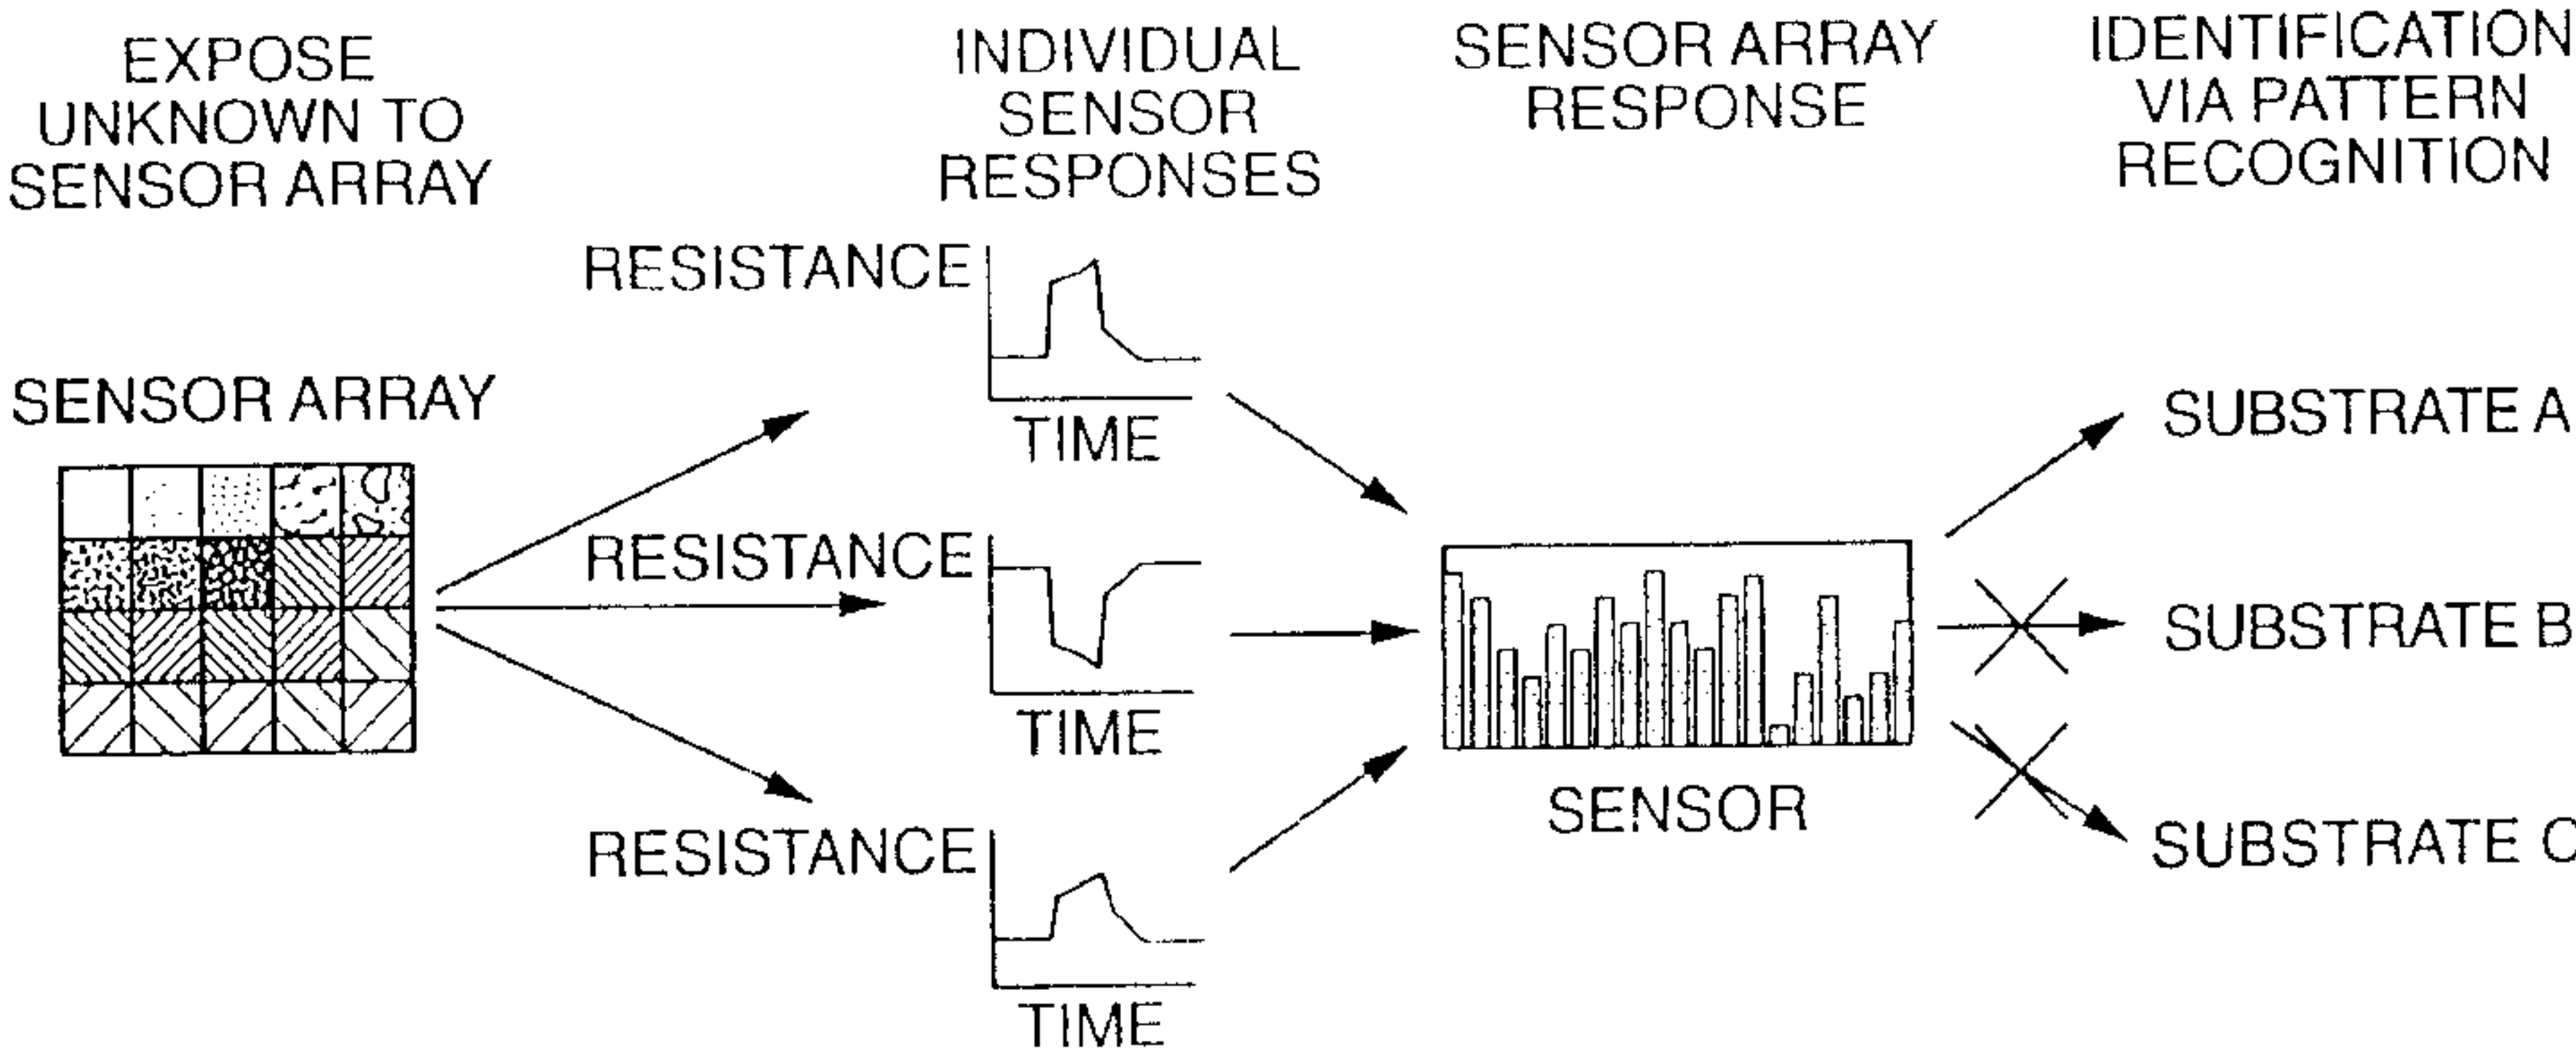 EXPOSE
UNKNOWN TO
SENSOR ARRAY
INDIVIDUAL
SENSOR
RESPONSES
SENSOR ARRAY
RESPONSE
IDENTIFICATION
VIA PATTERN
RECOGNITION
SENSOR ARRAY
RESISTANCE
TIME
RESISTANCE
TIME
RESISTANCE
TIME
SENSOR
SUBSTRATE A
SUBSTRATE B
SUBSTRATE C